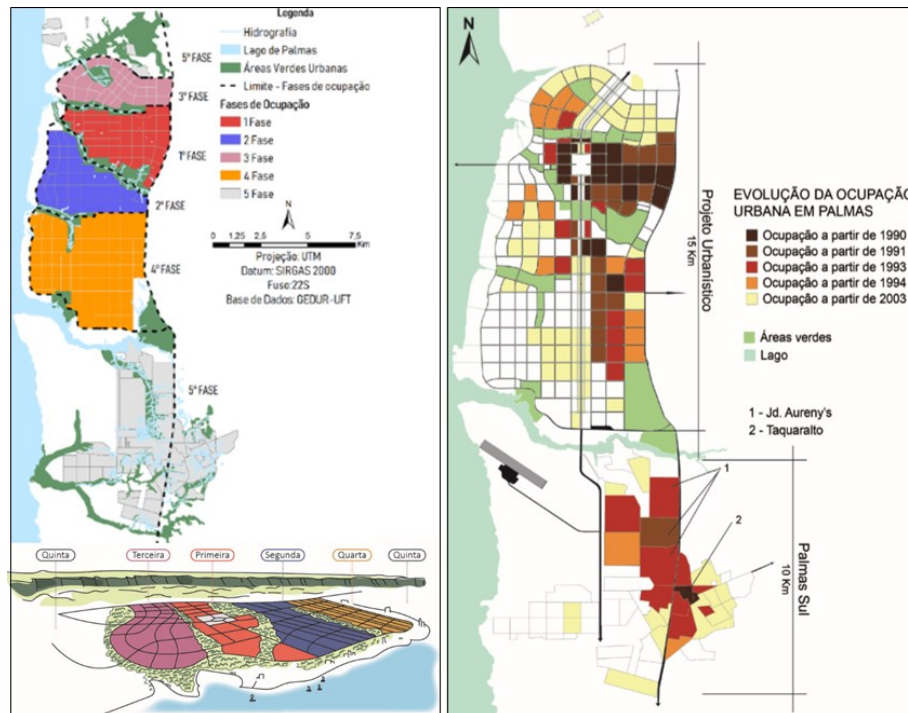 Legenda
Hidrografia
Lago de Palmas
Áreas Verdes Urbanas
Limite - Fases de ocupação
Fases de Ocupação
1 Fase
2 Fase
3 Fase
4 Fase
5 Fase
N
0 1,25 2,5 5 7,5
Km
Projeção: UTM
Datum: SIRGAS 2000
Fuso:22S
Base de Dados: GEDUR-UFT
5ª FASE
3ª FASE
1ª FASE
2ª FASE
4ª FASE
5ª FASE
Quinta Terceira Primeira Segunda Quarta Quinta
N
Projeto Urbanístico
15 Km
EVOLUÇÃO DA OCUPAÇÃO
URBANA EM PALMAS
Ocupação a partir de 1990
Ocupação a partir de 1991
Ocupação a partir de 1993
Ocupação a partir de 1994
Ocupação a partir de 2003
Áreas verdes
Lago
1 - Jd. Aureny's
2 - Taquaralto
1
2
Palmas Sul
10 Km